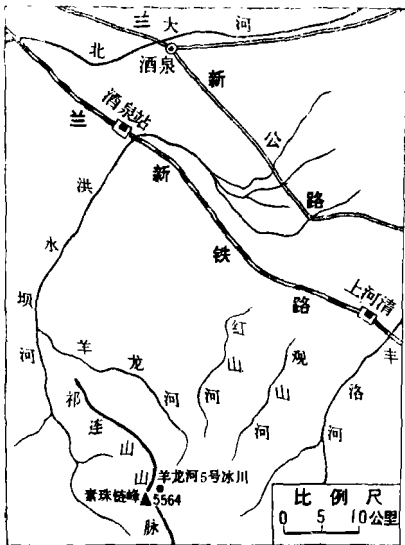 兰新公路
北大河
酒泉
酒泉站
兰新铁路
上河清
洪水坝河
羊龙河
红山河
观山河
丰洛河
祁连山山脉
羊龙河5号冰川
素珠链峰
5564
比例尺
0 5 10公里